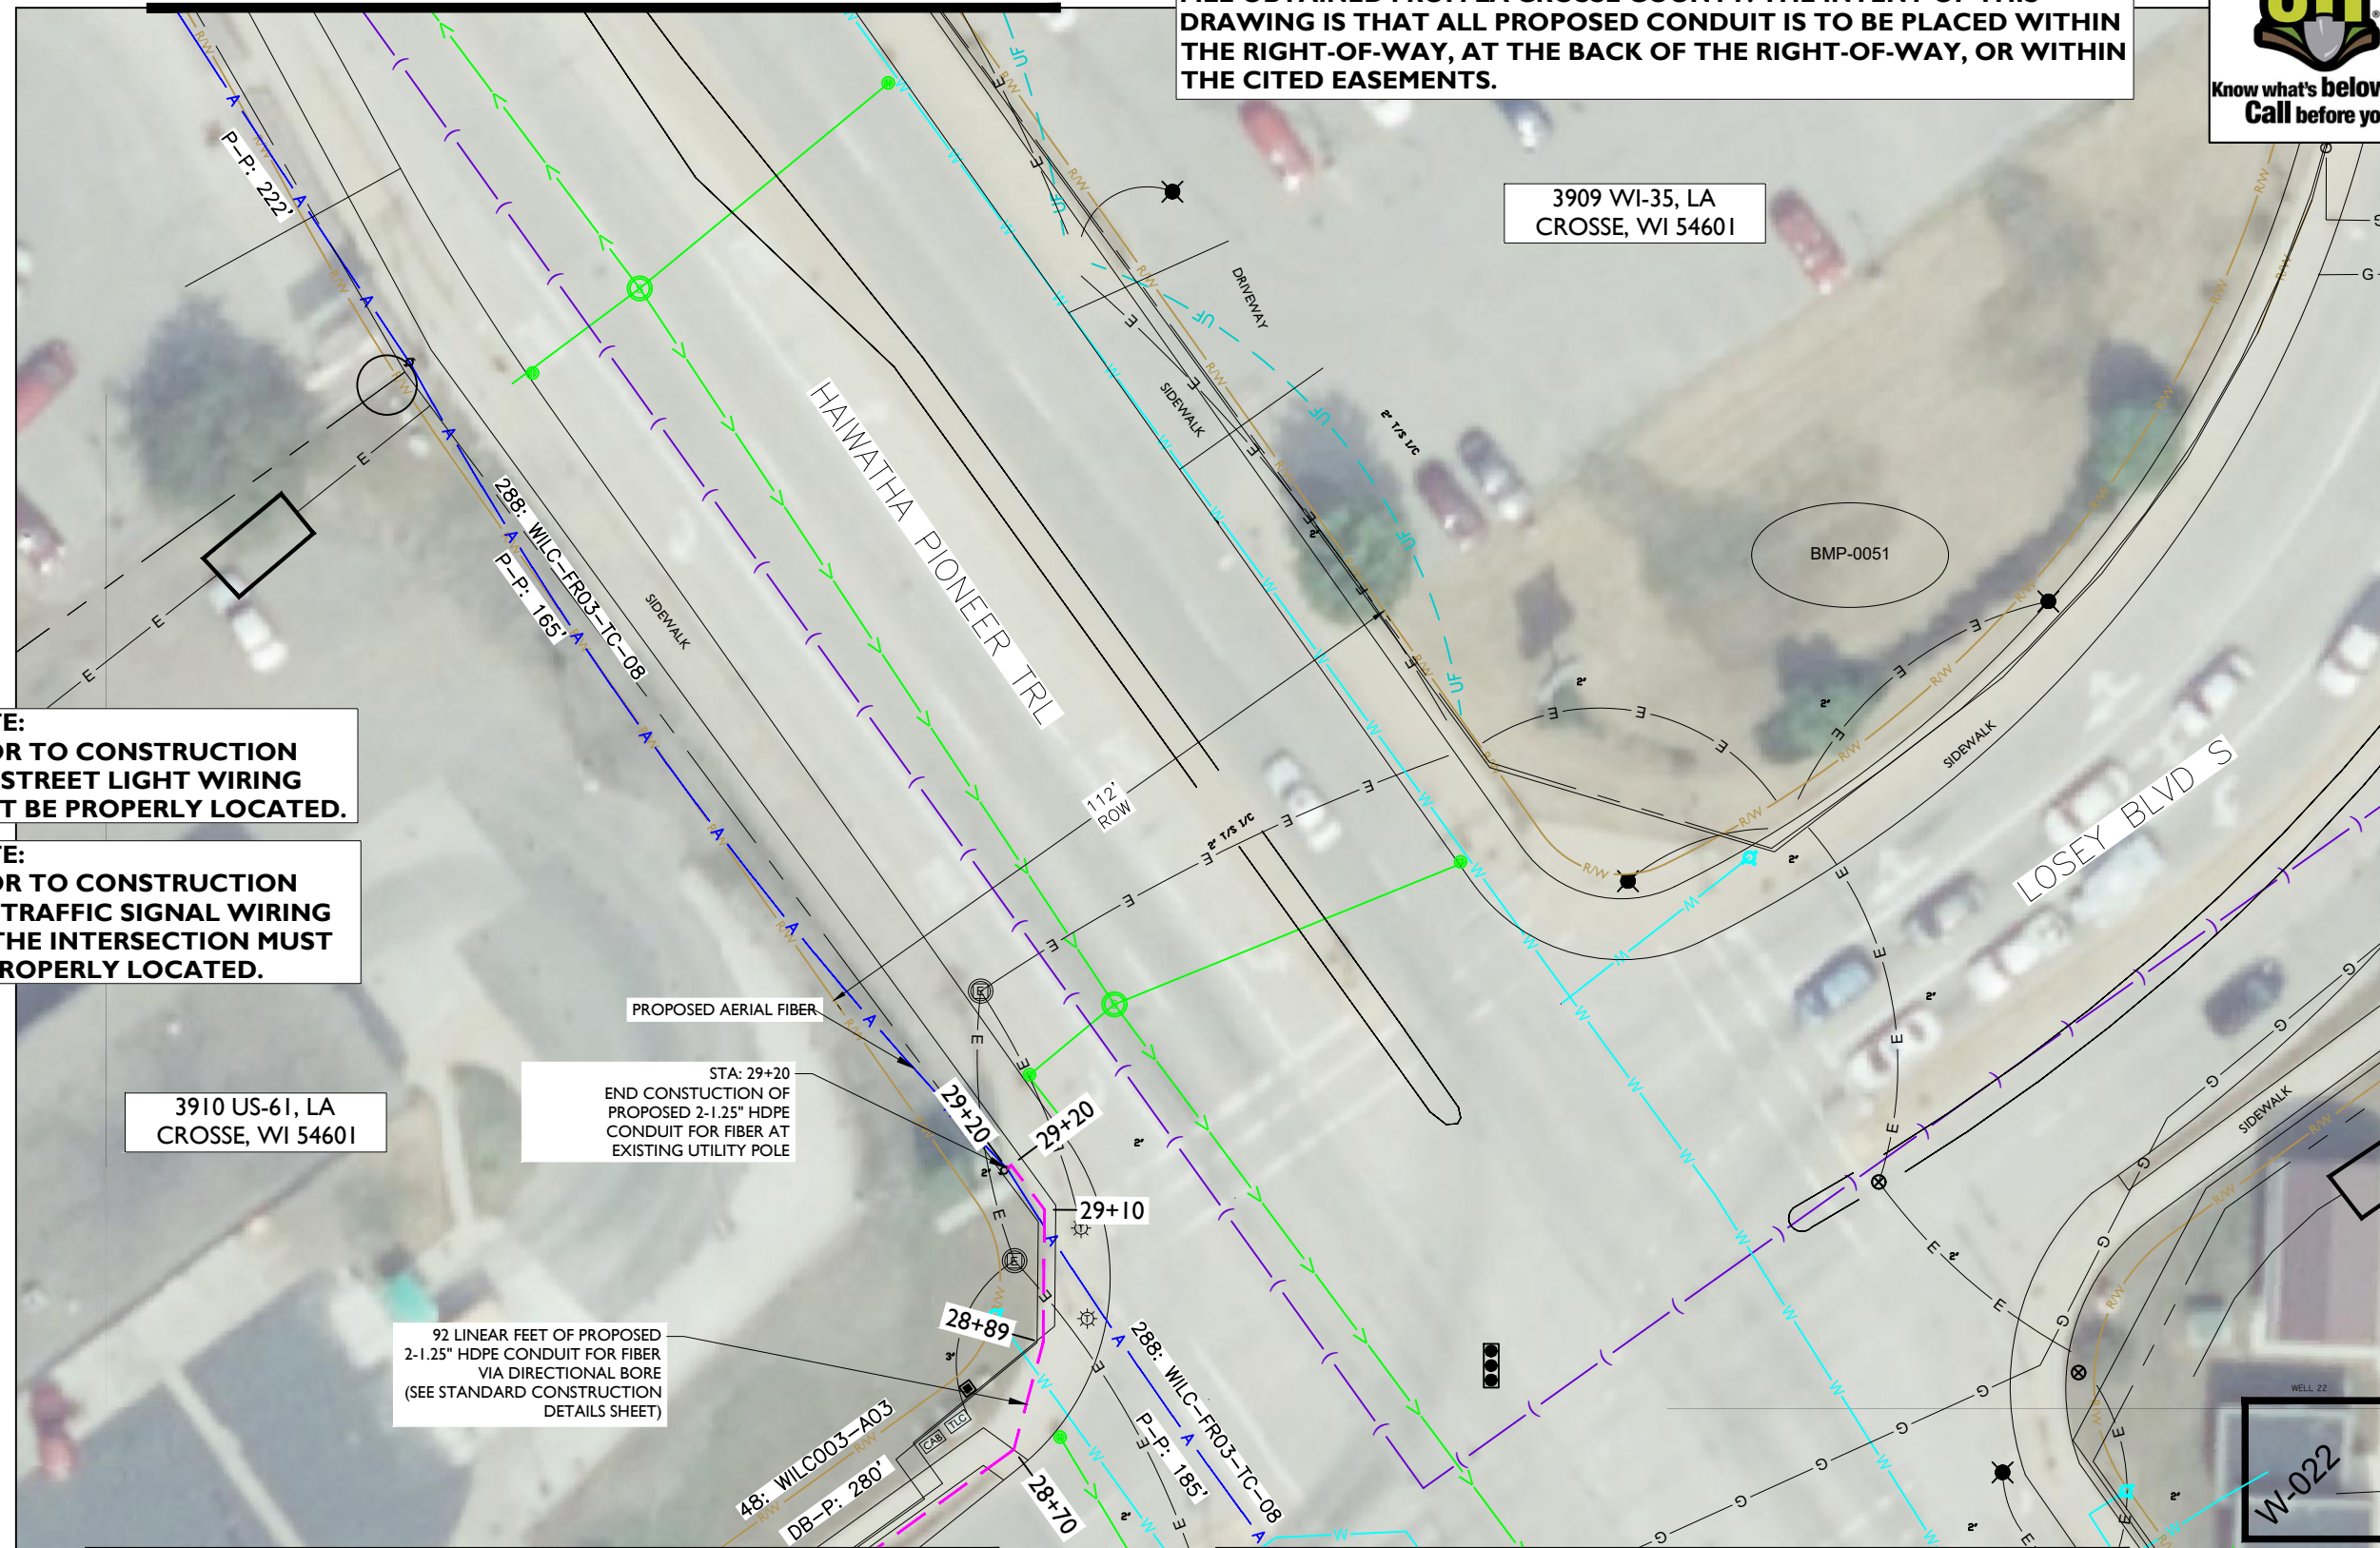 DRAWING IS THAT ALL PROPOSED CONDUIT IS TO BE PLACED WITHIN
THE RIGHT-OF-WAY, AT THE BACK OF THE RIGHT-OF-WAY, OR WITHIN
THE CITED EASEMENTS.
Know what's below
Call before yo
3909 WI-35, LA
CROSSE, WI 54601
P-P: 222'
DRIVEWAY
SIDEWALK
2" T/S I/C
HAIWATHA PIONEER TRL
288: WILC-FR03-TC-08
P-P: 165'
SIDEWALK
BMP-0051
TE:
OR TO CONSTRUCTION
STREET LIGHT WIRING
T BE PROPERLY LOCATED.
TE:
OR TO CONSTRUCTION
TRAFFIC SIGNAL WIRING
THE INTERSECTION MUST
ROPERLY LOCATED.
112'
ROW
2" T/S I/C
SIDEWALK
LOSEY BLVD S
PROPOSED AERIAL FIBER
STA: 29+20
END CONSTUCTION OF
PROPOSED 2-1.25" HDPE
CONDUIT FOR FIBER AT
EXISTING UTILITY POLE
29+20
29+20
29+10
3910 US-61, LA
CROSSE, WI 54601
SIDEWALK
28+89
92 LINEAR FEET OF PROPOSED
2-1.25" HDPE CONDUIT FOR FIBER
VIA DIRECTIONAL BORE
(SEE STANDARD CONSTRUCTION
DETAILS SHEET)
CAB
TLC
48: WILC003-A03
DB-P: 280'
28+70
288: WILC-FR03-TC-08
P-P: 185'
WELL 22
W-022